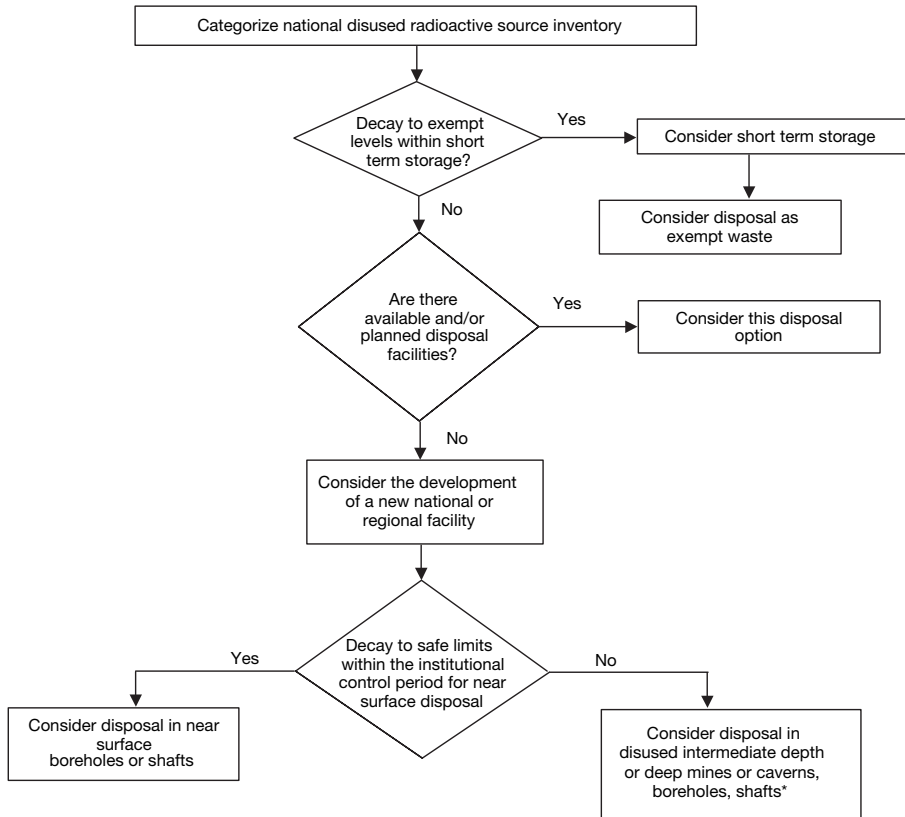 Categorize national disused radioactive source inventory
Decay to exempt
levels within short
term storage?
Yes
Consider short term storage
Consider disposal as
exempt waste
No
Are there
available and/or
planned disposal
facilities?
Yes
Consider this disposal
option
No
Consider the development
of a new national or
regional facility
Decay to safe limits
within the institutional
control period for near
surface disposal
Yes
Consider disposal in near
surface
boreholes or shafts
No
Consider disposal in
disused intermediate depth
or deep mines or caverns,
boreholes, shafts*